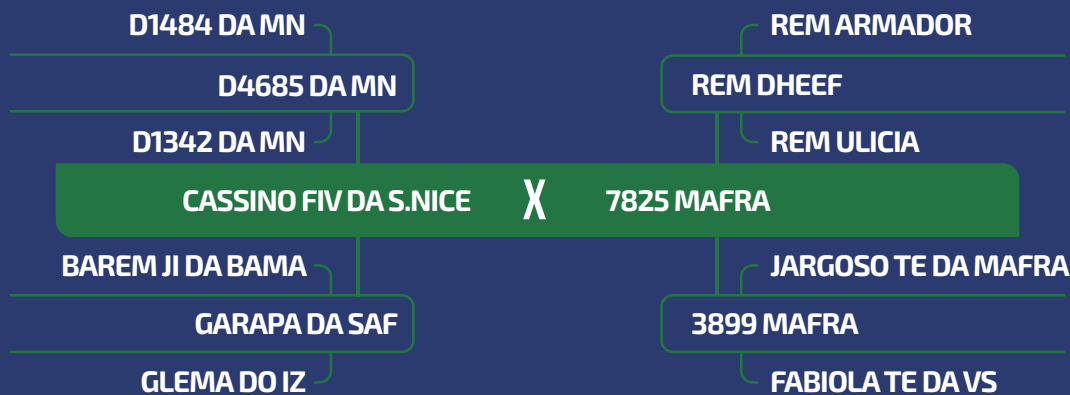 D1484 DA MN
REM ARMADOR
D4685 DA MN
REM DHEEF
D1342 DA MN
REM ULICIA
CASSINO FIV DA S.NICE X 7825 MAFRA
BAREM JI DA BAMA
JARGOSO TE DA MAFRA
GARAPA DA SAF
3899 MAFRA
GLEMA DO IZ
FABIOLA TE DA VS